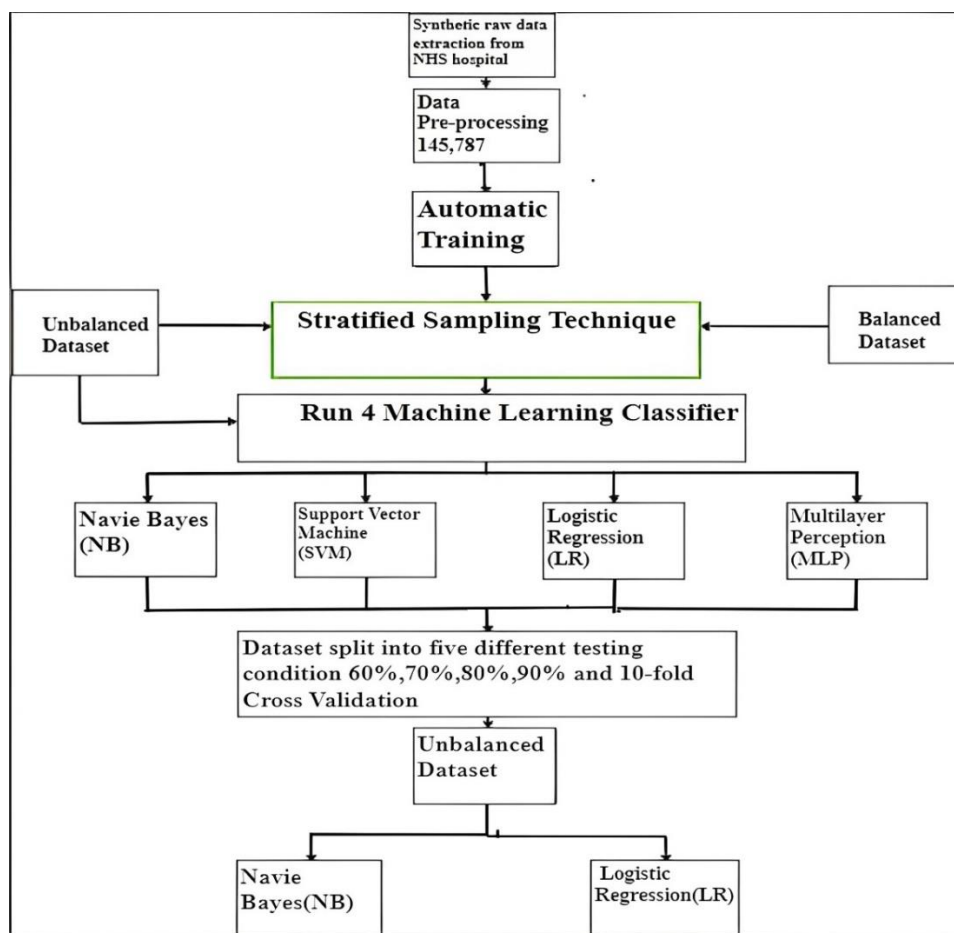 Synthetic raw data
extraction from
NHS hospital
Data
Pre-processing
145,787
Automatic
Training
Unbalanced
Dataset
Stratified Sampling Technique
Balanced
Dataset
Run 4 Machine Learning Classifier
Navie Bayes
(NB)
Support Vector
Machine
(SVM)
Logistic
Regression
(LR)
Multilayer
Perception
(MLP)
Dataset split into five different testing
condition 60%,70%,80%,90% and 10-fold
Cross Validation
Unbalanced
Dataset
Navie
Bayes(NB)
Logistic
Regression(LR)